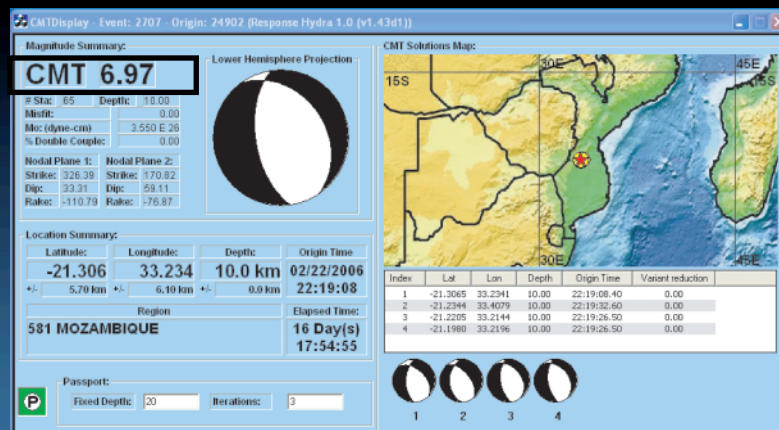 CMTDisplay - Event: 2707 - Origin: 24902 (Response Hydra 1.0 (v1.43d1))
Magnitude Summary:
CMT 6.97
# Sta: 65 Depth: 10.00
Misfit: 0.00
Mo: (dyne-cm) 3.550 E 26
% Double Couple: 0.00
Nodal Plane 1: Nodal Plane 2:
Strike: 326.39 Strike: 170.82
Dip: 33.31 Dip: 59.11
Rake: -110.79 Rake: -76.87
Lower Hemisphere Projection
Location Summary:
Latitude: Longitude: Depth: Origin Time
-21.306 33.234 10.0 km 02/22/2006
+/- 5.70 km +/- 6.10 km +/- 0.0 km 22:19:08
Region Elapsed Time:
581 MOZAMBIQUE 16 Day(s)
17:54:55
Passport:
P Fixed Depth: 20 Iterations: 3
CMT Solutions Map:
30E 45E
15S 15S
30E 45E
Index Lat Lon Depth Origin Time Variant reduction
1 -21.3065 33.2341 10.00 22:19:08.40 0.00
2 -21.2344 33.4079 10.00 22:19:32.60 0.00
3 -21.2205 33.2144 10.00 22:19:26.50 0.00
4 -21.1980 33.2196 10.00 22:19:26.50 0.00
1 2 3 4